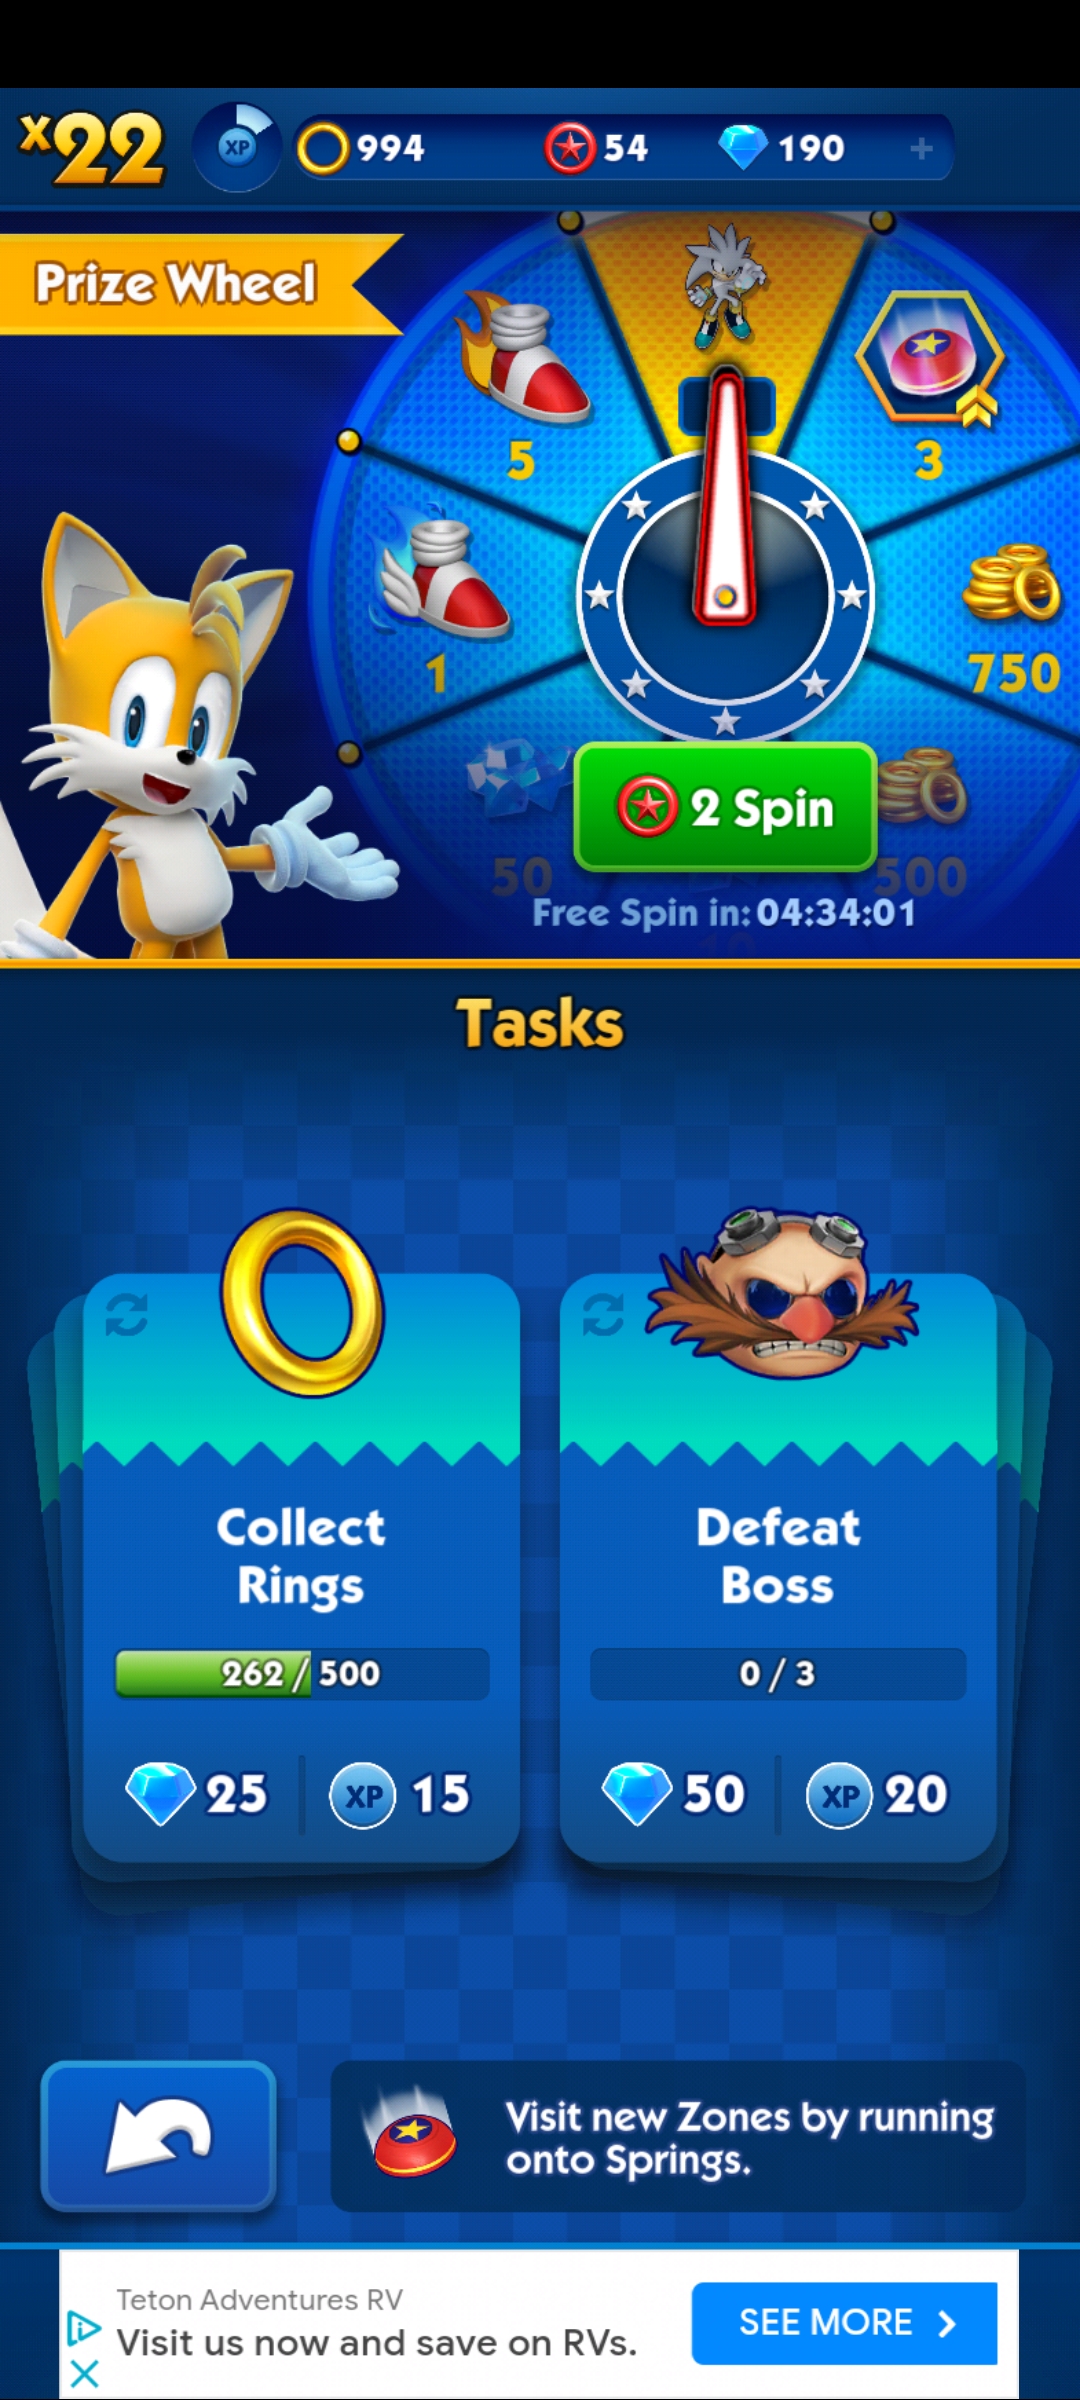 x22
XP
994
54
190
+
Prize Wheel
5
3
1
750
2 Spin
50
500
Free Spin in: 04:34:01
10
Tasks
Collect
Rings
262 / 500
25
XP
15
Defeat
Boss
0 / 3
50
XP
20
Visit new Zones by running
onto Springs.
Teton Adventures RV
Visit us now and save on RVs.
SEE MORE